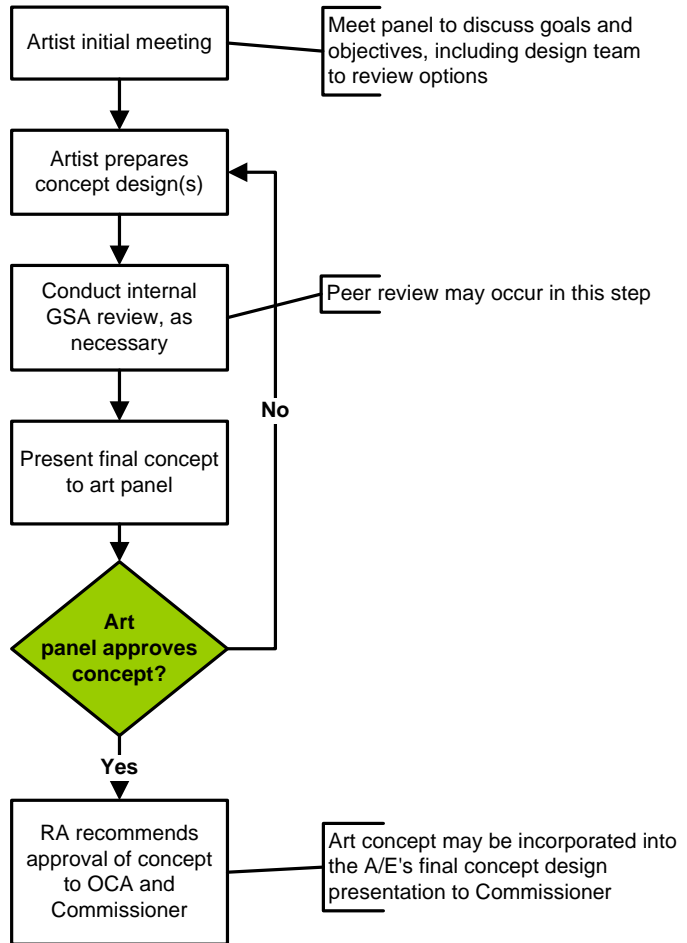 Artist initial meeting
Meet panel to discuss goals and
objectives, including design team
to review options
Artist prepares
concept design(s)
Conduct internal
GSA review, as
necessary
Peer review may occur in this step
No
Present final concept
to art panel
Art
panel approves
concept?
Yes
RA recommends
approval of concept
to OCA and
Commissioner
Art concept may be incorporated into
the A/E's final concept design
presentation to Commissioner